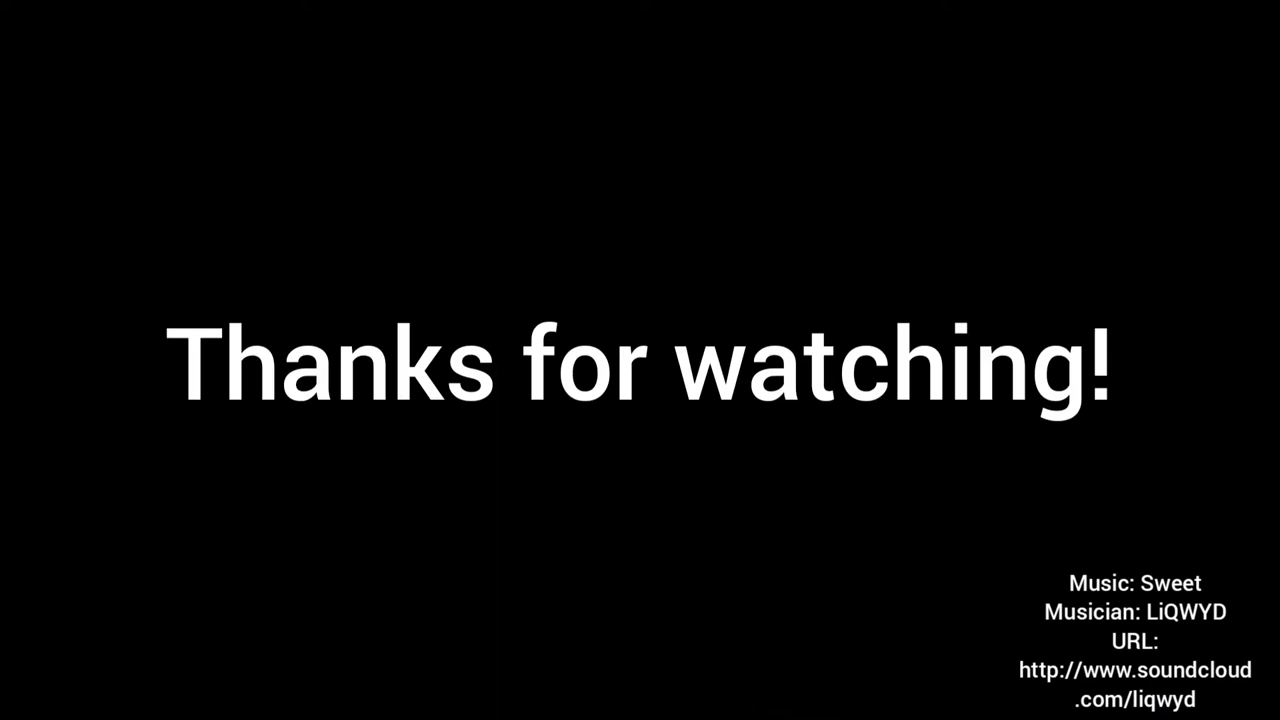 Thanks for watching!
Music: Sweet
Musician: LiQWYD
URL:
http://www.soundcloud
.com/liqwyd